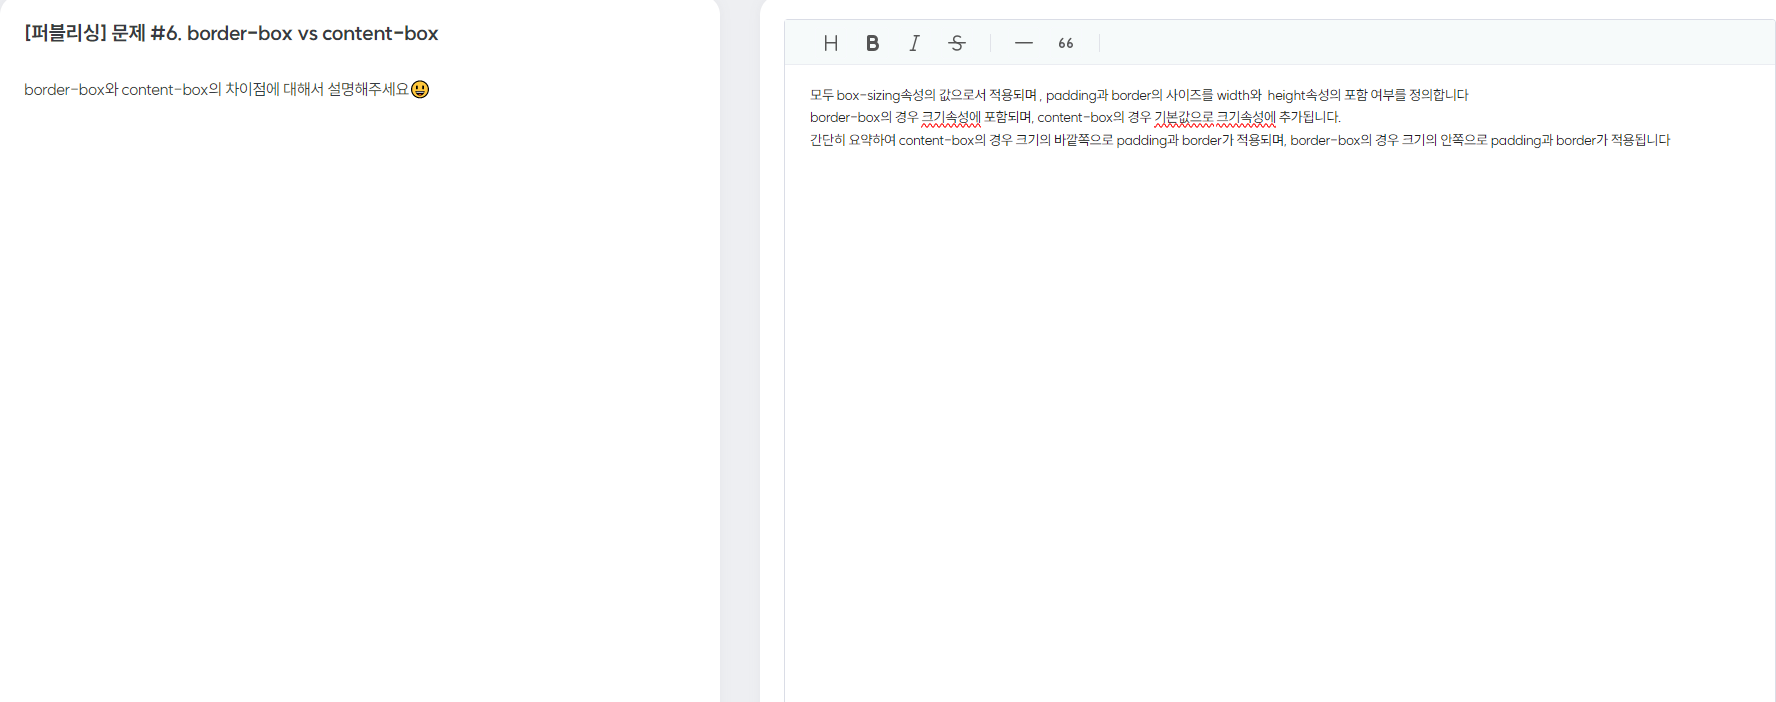 [퍼블리싱] 문제 #6. border-box vs content-box
border-box와 content-box의 차이점에 대해서 설명해주세요😃
H B I S — 66
모두 box-sizing속성의 값으로서 적용되며 , padding과 border의 사이즈를 width와  height속성의 포함 여부를 정의합니다
border-box의 경우 크기속성에 포함되며, content-box의 경우 기본값으로 크기속성에 추가됩니다.
간단히 요약하여 content-box의 경우 크기의 바깥쪽으로 padding과 border가 적용되며, border-box의 경우 크기의 안쪽으로 padding과 border가 적용됩니다